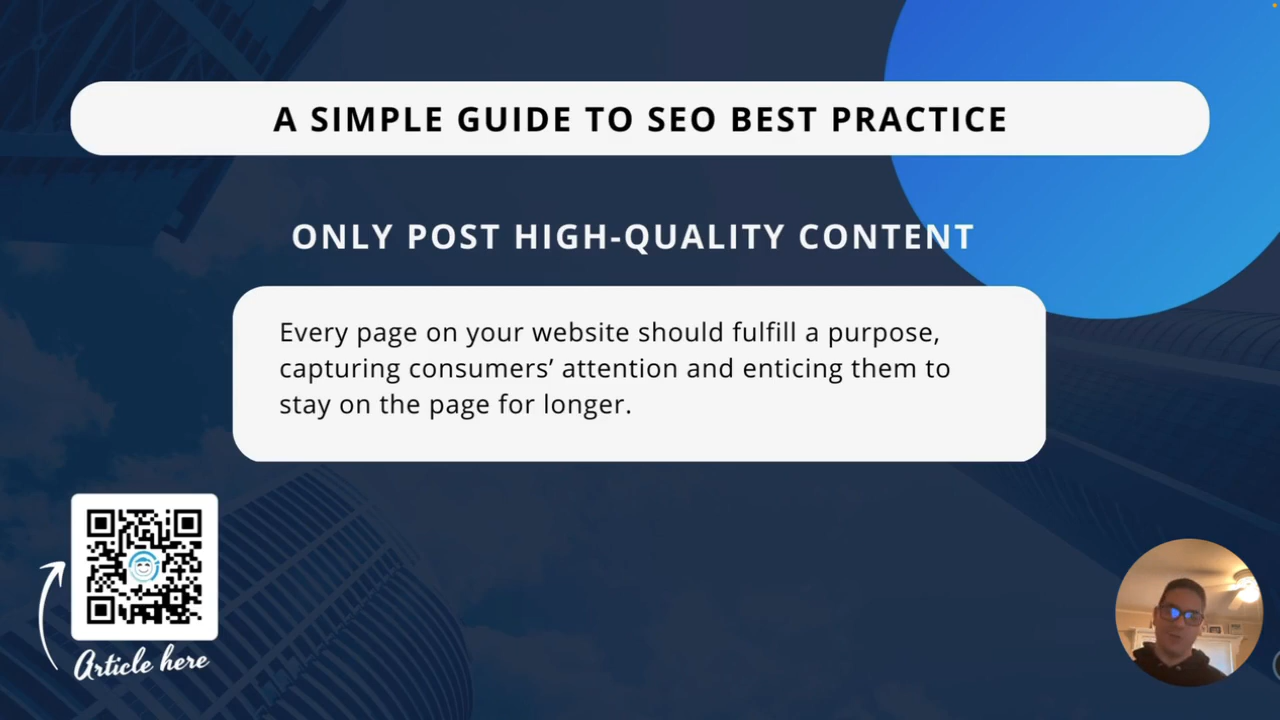 A SIMPLE GUIDE TO SEO BEST PRACTICE
ONLY POST HIGH-QUALITY CONTENT
Every page on your website should fulfill a purpose,
capturing consumers’ attention and enticing them to
stay on the page for longer.
Article here